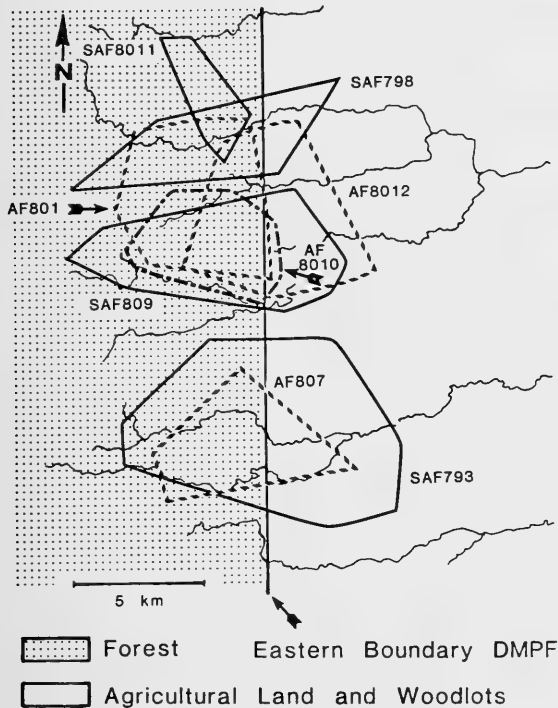 SAF8011
N
SAF798
AF801
AF8012
AF
8010
SAF809
AF807
SAF793
5 km
Forest
Eastern Boundary DMPF
Agricultural Land and Woodlots